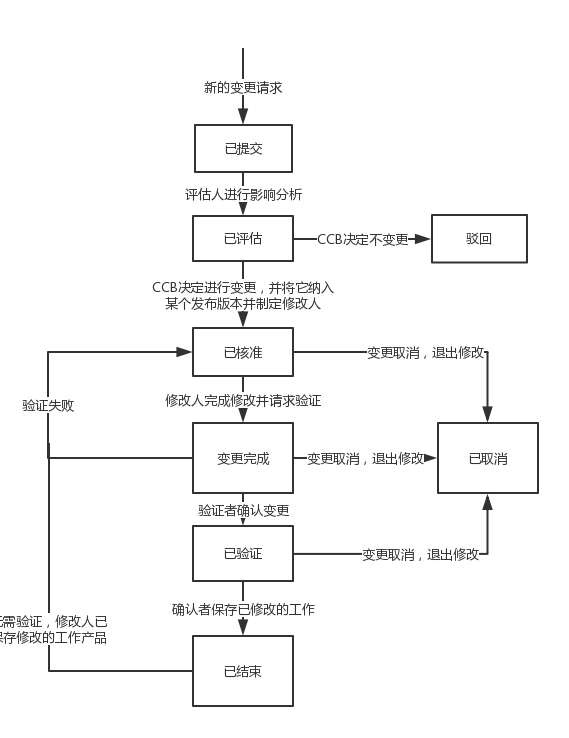 新的变更请求
已提交
评估人进行影响分析
已评估
CCB决定不变更
驳回
CCB决定进行变更，并将它纳入
某个发布版本并制定修改人
已核准
变更取消，退出修改
验证失败
修改人完成修改并请求验证
变更完成
变更取消，退出修改
已取消
验证者确认变更
已验证
变更取消，退出修改
确认者保存已修改的工作
需验证，修改人已
存修改的工作产品
已结束